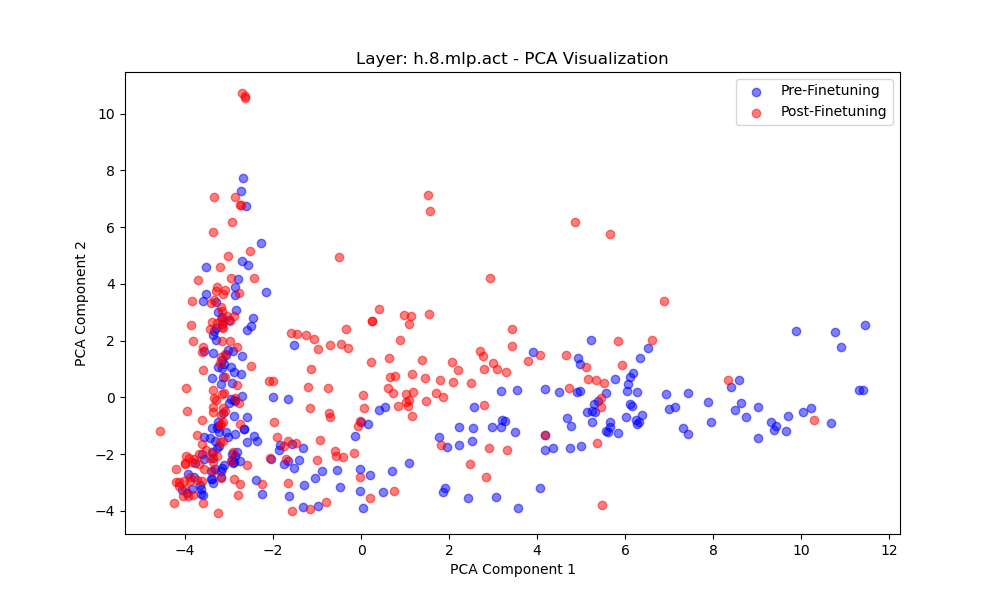 Layer: h.8.mlp.act - PCA Visualization
Pre-Finetuning
Post-Finetuning
10
8
6
4
2
0
−2
−4
PCA Component 2
−4 −2 0 2 4 6 8 10 12
PCA Component 1